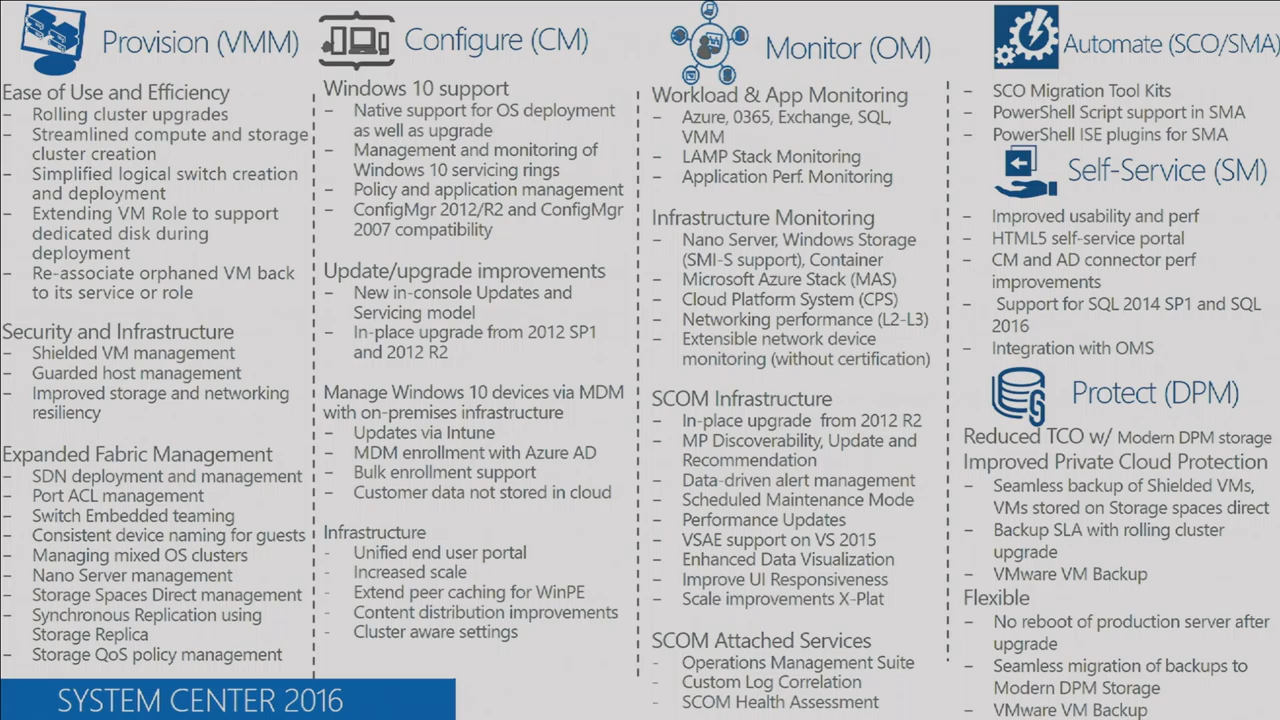 Provision (VMM)
Ease of Use and Efficiency
– Rolling cluster upgrades
– Streamlined compute and storage
cluster creation
– Simplified logical switch creation
and deployment
– Extending VM Role to support
dedicated disk during
deployment
– Re-associate orphaned VM back
to its service or role
Security and Infrastructure
– Shielded VM management
– Guarded host management
– Improved storage and networking
resiliency
Expanded Fabric Management
– SDN deployment and management
– Port ACL management
– Switch Embedded teaming
– Consistent device naming for guests
– Managing mixed OS clusters
– Nano Server management
– Storage Spaces Direct management
– Synchronous Replication using
Storage Replica
– Storage QoS policy management
SYSTEM CENTER 2016
Configure (CM)
Windows 10 support
– Native support for OS deployment
as well as upgrade
– Management and monitoring of
Windows 10 servicing rings
– Policy and application management
– ConfigMgr 2012/R2 and ConfigMgr
2007 compatibility
Update/upgrade improvements
– New in-console Updates and
Servicing model
– In-place upgrade from 2012 SP1
and 2012 R2
Manage Windows 10 devices via MDM
with on-premises infrastructure
– Updates via Intune
– MDM enrollment with Azure AD
– Bulk enrollment support
– Customer data not stored in cloud
Infrastructure
- Unified end user portal
- Increased scale
- Extend peer caching for WinPE
- Content distribution improvements
- Cluster aware settings
Monitor (OM)
Workload & App Monitoring
– Azure, 0365, Exchange, SQL,
VMM
– LAMP Stack Monitoring
– Application Perf. Monitoring
Infrastructure Monitoring
– Nano Server, Windows Storage
(SMI-S support), Container
– Microsoft Azure Stack (MAS)
– Cloud Platform System (CPS)
– Networking performance (L2-L3)
– Extensible network device
monitoring (without certification)
SCOM Infrastructure
– In-place upgrade from 2012 R2
– MP Discoverability, Update and
Recommendation
– Data-driven alert management
– Scheduled Maintenance Mode
– Performance Updates
– VSAE support on VS 2015
– Enhanced Data Visualization
– Improve UI Responsiveness
– Scale improvements X-Plat
SCOM Attached Services
- Operations Management Suite
- Custom Log Correlation
- SCOM Health Assessment
Automate (SCO/SMA)
– SCO Migration Tool Kits
– PowerShell Script support in SMA
– PowerShell ISE plugins for SMA
Self-Service (SM)
– Improved usability and perf
– HTML5 self-service portal
– CM and AD connector perf
improvements
– Support for SQL 2014 SP1 and SQL
2016
– Integration with OMS
Protect (DPM)
Reduced TCO w/ Modern DPM storage
Improved Private Cloud Protection
– Seamless backup of Shielded VMs,
VMs stored on Storage spaces direct
– Backup SLA with rolling cluster
upgrade
– VMware VM Backup
Flexible
– No reboot of production server after
upgrade
– Seamless migration of backups to
Modern DPM Storage
– VMware VM Backup